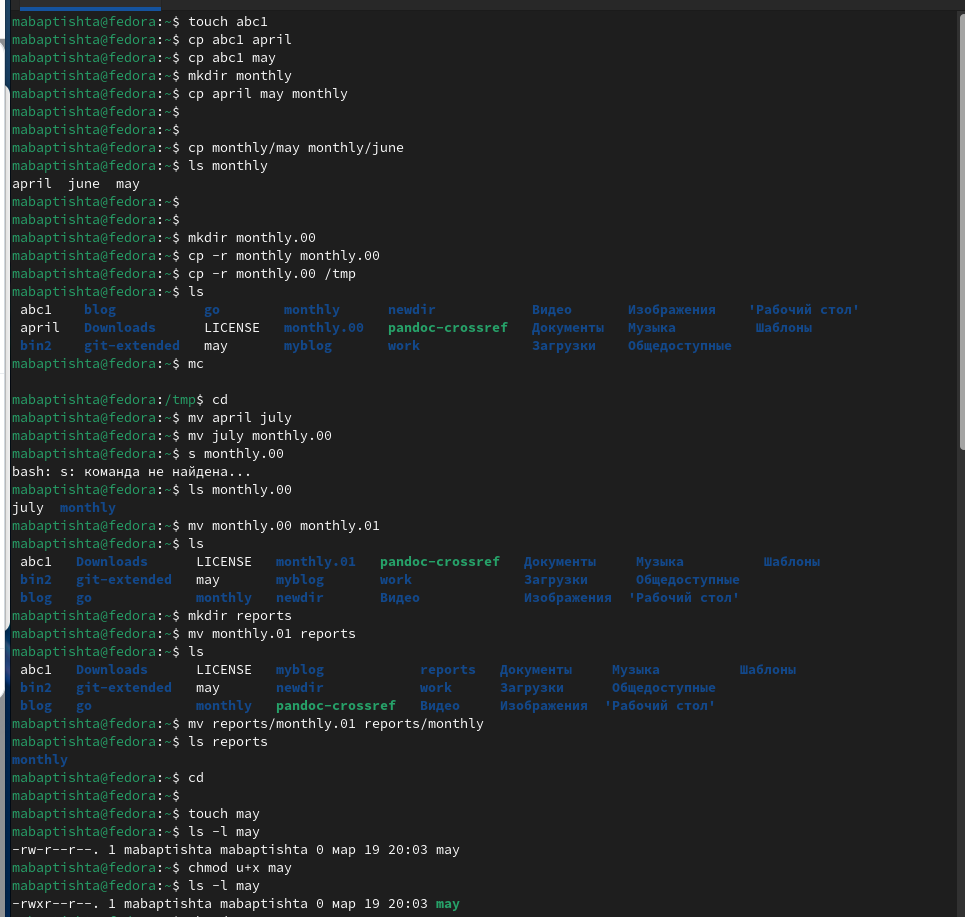 mabaptishta@fedora:~$ touch abc1
mabaptishta@fedora:~$ cp abc1 april
mabaptishta@fedora:~$ cp abc1 may
mabaptishta@fedora:~$ mkdir monthly
mabaptishta@fedora:~$ cp april may monthly
mabaptishta@fedora:~$
mabaptishta@fedora:~$
mabaptishta@fedora:~$ cp monthly/may monthly/june
mabaptishta@fedora:~$ ls monthly
april  june  may
mabaptishta@fedora:~$
mabaptishta@fedora:~$
mabaptishta@fedora:~$ mkdir monthly.00
mabaptishta@fedora:~$ cp -r monthly monthly.00
mabaptishta@fedora:~$ cp -r monthly.00 /tmp
mabaptishta@fedora:~$ ls
abc1    blog    go    monthly    newdir    Видео    Изображения    'Рабочий стол'
april    Downloads    LICENSE    monthly.00    pandoc-crossref    Документы    Музыка    Шаблоны
bin2    git-extended    may    myblog    work    Загрузки    Общедоступные
mabaptishta@fedora:~$ mc
mabaptishta@fedora:/tmp$ cd
mabaptishta@fedora:~$ mv april july
mabaptishta@fedora:~$ mv july monthly.00
mabaptishta@fedora:~$ s monthly.00
bash: s: команда не найдена...
mabaptishta@fedora:~$ ls monthly.00
july  monthly
mabaptishta@fedora:~$ mv monthly.00 monthly.01
mabaptishta@fedora:~$ ls
abc1    Downloads    LICENSE    monthly.01    pandoc-crossref    Документы    Музыка    Шаблоны
bin2    git-extended    may    myblog    work    Загрузки    Общедоступные
blog    go    monthly    newdir    Видео    Изображения    'Рабочий стол'
mabaptishta@fedora:~$ mkdir reports
mabaptishta@fedora:~$ mv monthly.01 reports
mabaptishta@fedora:~$ ls
abc1    Downloads    LICENSE    myblog    reports    Документы    Музыка    Шаблоны
bin2    git-extended    may    newdir    work    Загрузки    Общедоступные
blog    go    monthly    pandoc-crossref    Видео    Изображения    'Рабочий стол'
mabaptishta@fedora:~$ mv reports/monthly.01 reports/monthly
mabaptishta@fedora:~$ ls reports
monthly
mabaptishta@fedora:~$ cd
mabaptishta@fedora:~$
mabaptishta@fedora:~$ touch may
mabaptishta@fedora:~$ ls -l may
-rw-r--r--. 1 mabaptishta mabaptishta 0 мар 19 20:03 may
mabaptishta@fedora:~$ chmod u+x may
mabaptishta@fedora:~$ ls -l may
-rwxr--r--. 1 mabaptishta mabaptishta 0 мар 19 20:03 may